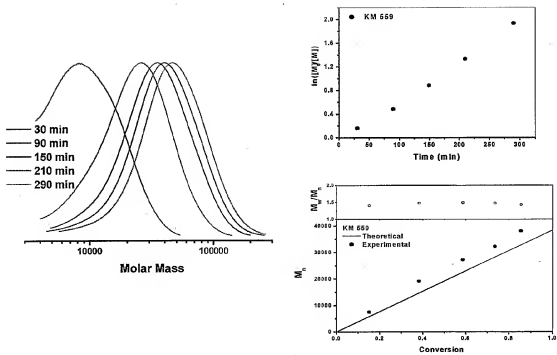 30 min
90 min
150 min
210 min
290 min
10000
100000
Molar Mass
KM 559
ln([M]/[M])
2.0
1.6
1.2
0.8
0.4
0.0
0
50
100
150
200
250
300
Time (min)
Mw/Mn
2.0
1.5
1.0
KM 559
Theoretical
Experimental
Mn
40000
30000
20000
10000
0
0.0
0.2
0.4
0.6
0.8
1.0
Conversion